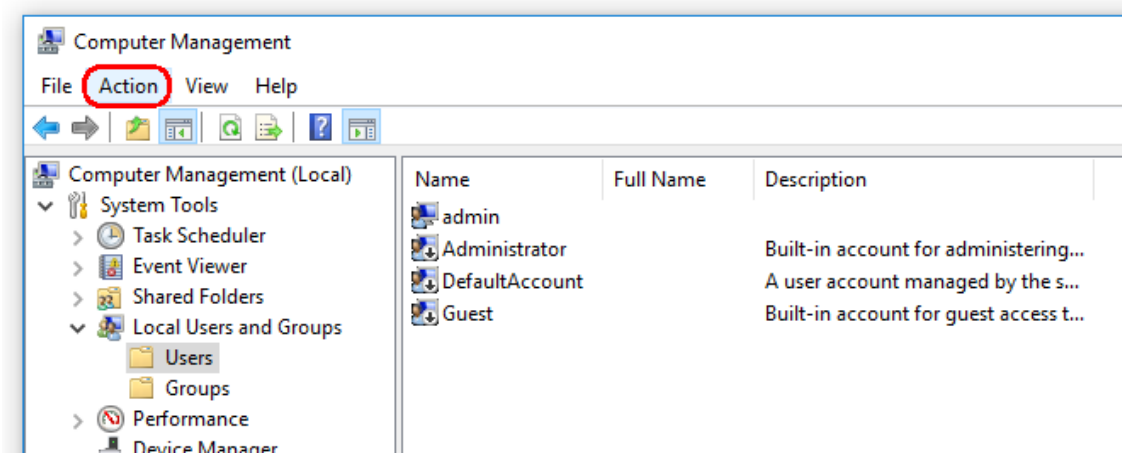 Computer Management
File Action View Help
Computer Management (Local)
System Tools
Task Scheduler
Event Viewer
Shared Folders
Local Users and Groups
Users
Groups
Performance
Device Manager
Name Full Name Description
admin
Administrator Built-in account for administering...
DefaultAccount A user account managed by the s...
Guest Built-in account for guest access t...